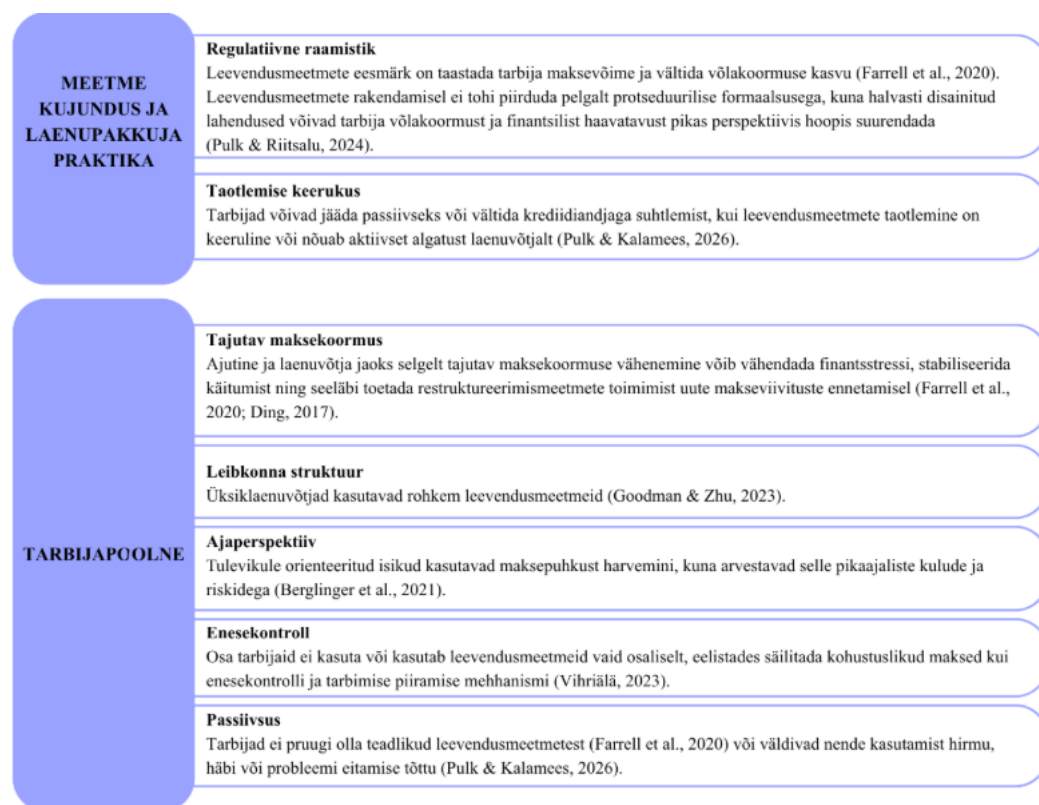 MEETME
KUJUNDUS JA
LAENUPAKKUJA
PRAKTIKA
Regulatiivne raamistik
Leevendusmeetmete eesmärk on taastada tarbija maksevõime ja vältida võlakoormuse kasvu (Farrell et al., 2020).
Leevendusmeetmete rakendamisel ei tohi piirduda pelgalt protseduurilise formaalsusega, kuna halvasti disainitud
lahendused võivad tarbija võlakoormust ja finantsilist haavatavust pikas perspektiivis hoopis suurendada
(Pulk & Riitsalu, 2024).
Taotlemise keerukus
Tarbijad võivad jääda passiivseks või vältida krediidiandjaga suhtlemist, kui leevendusmeetmete taotlemine on
keeruline või nõuab aktiivset algatust laenuvõtjalt (Pulk & Kalamees, 2026).
TARBIJAPOOLNE
Tajutav maksekoormus
Ajutine ja laenuvõtja jaoks selgelt tajutav maksekoormuse vähenemine võib vähendada finantsstressi, stabiliseerida
käitumist ning seeläbi toetada restruktureerimismeetmete toimimist uute makseviivituste ennetamisel (Farrell et al.,
2020; Ding, 2017).
Leibkonna struktuur
Üksiklaenuvõtjad kasutavad rohkem leevendusmeetmeid (Goodman & Zhu, 2023).
Ajaperspektiiv
Tulevikule orienteeritud isikud kasutavad maksepuhkust harvemini, kuna arvestavad selle pikaajaliste kulude ja
riskidega (Berglinger et al., 2021).
Enesekontroll
Osa tarbijaid ei kasuta või kasutab leevendusmeetmeid vaid osaliselt, eelistades säilitada kohustuslikud maksed kui
enesekontrolli ja tarbimise piiramise mehhanismi (Vihriälä, 2023).
Passiivsus
Tarbijad ei pruugi olla teadlikud leevendusmeetmetest (Farrell et al., 2020) või väldivad nende kasutamist hirmu,
häbi või probleemi eitamise tõttu (Pulk & Kalamees, 2026).